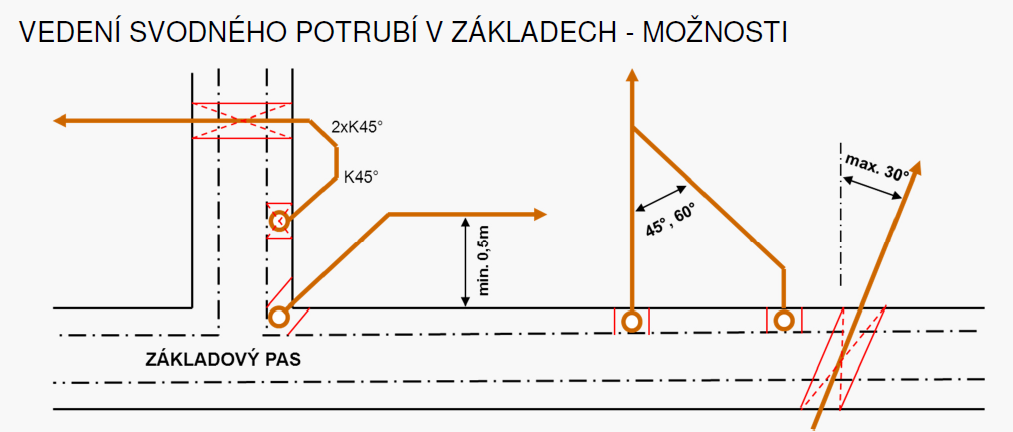 VEDENÍ SVODNÉHO POTRUBÍ V ZÁKLADECH - MOŽNOSTI
2xK45°
K45°
min. 0,5m
45°, 60°
max. 30°
ZÁKLADOVÝ PAS